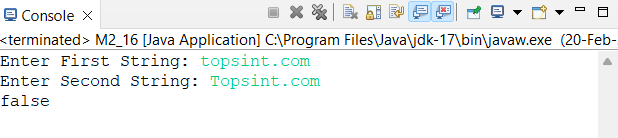 Console
<terminated> M2_16 [Java Application] C:\Program Files\Java\jdk-17\bin\javaw.exe (20-Feb-
Enter First String: topsint.com
Enter Second String: Topsint.com
false